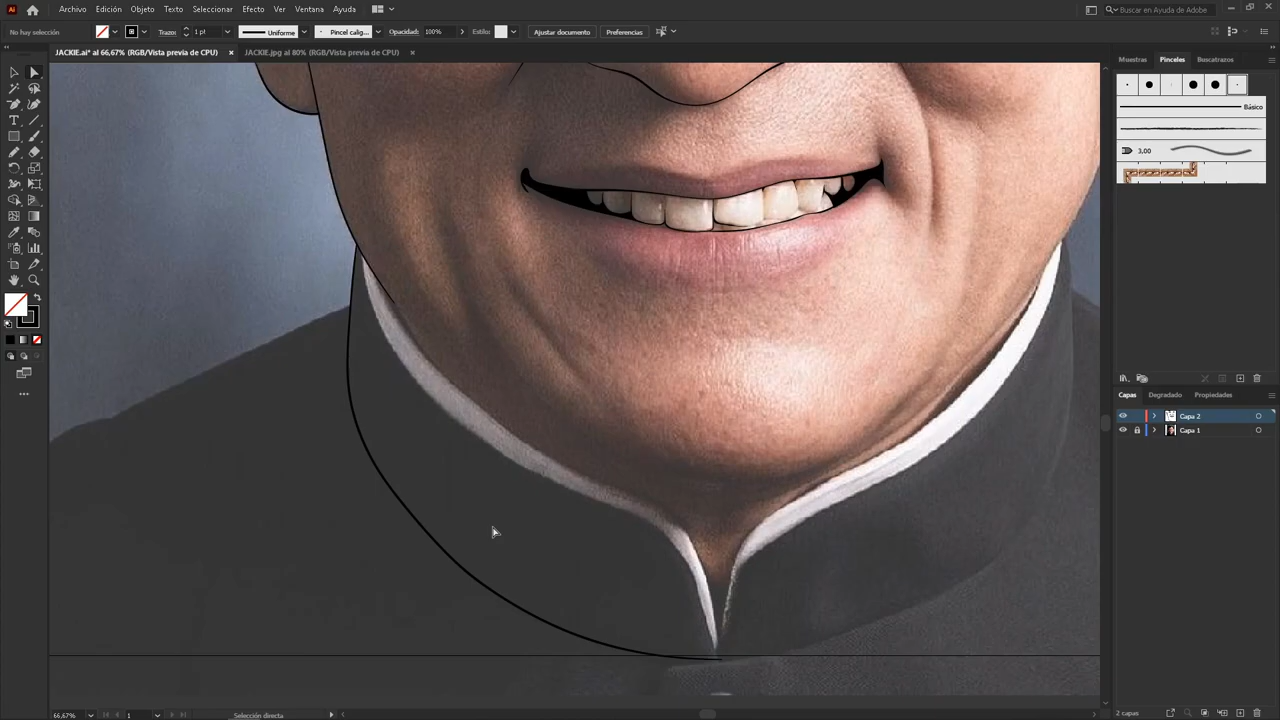 Ai Archivo Edición Objeto Texto Seleccionar Efecto Ver Ventana Ayuda Buscar en Ayuda de Adobe
No hay selección Trazo: 1 pt Uniforme Pincel calig... Opacidad: 100% Estilo: Ajustar documento Preferencias
JACKIE.ai* al 66,67% (RGB/Vista previa de CPU) × JACKIE.jpg al 80% (RGB/Vista previa de CPU) ×
Muestras Pinceles Buscatrazos
Básico
3.00
Capas Degradado Propiedades
Capa 2
Capa 1
66,67% 1 Selección directa 2 capas